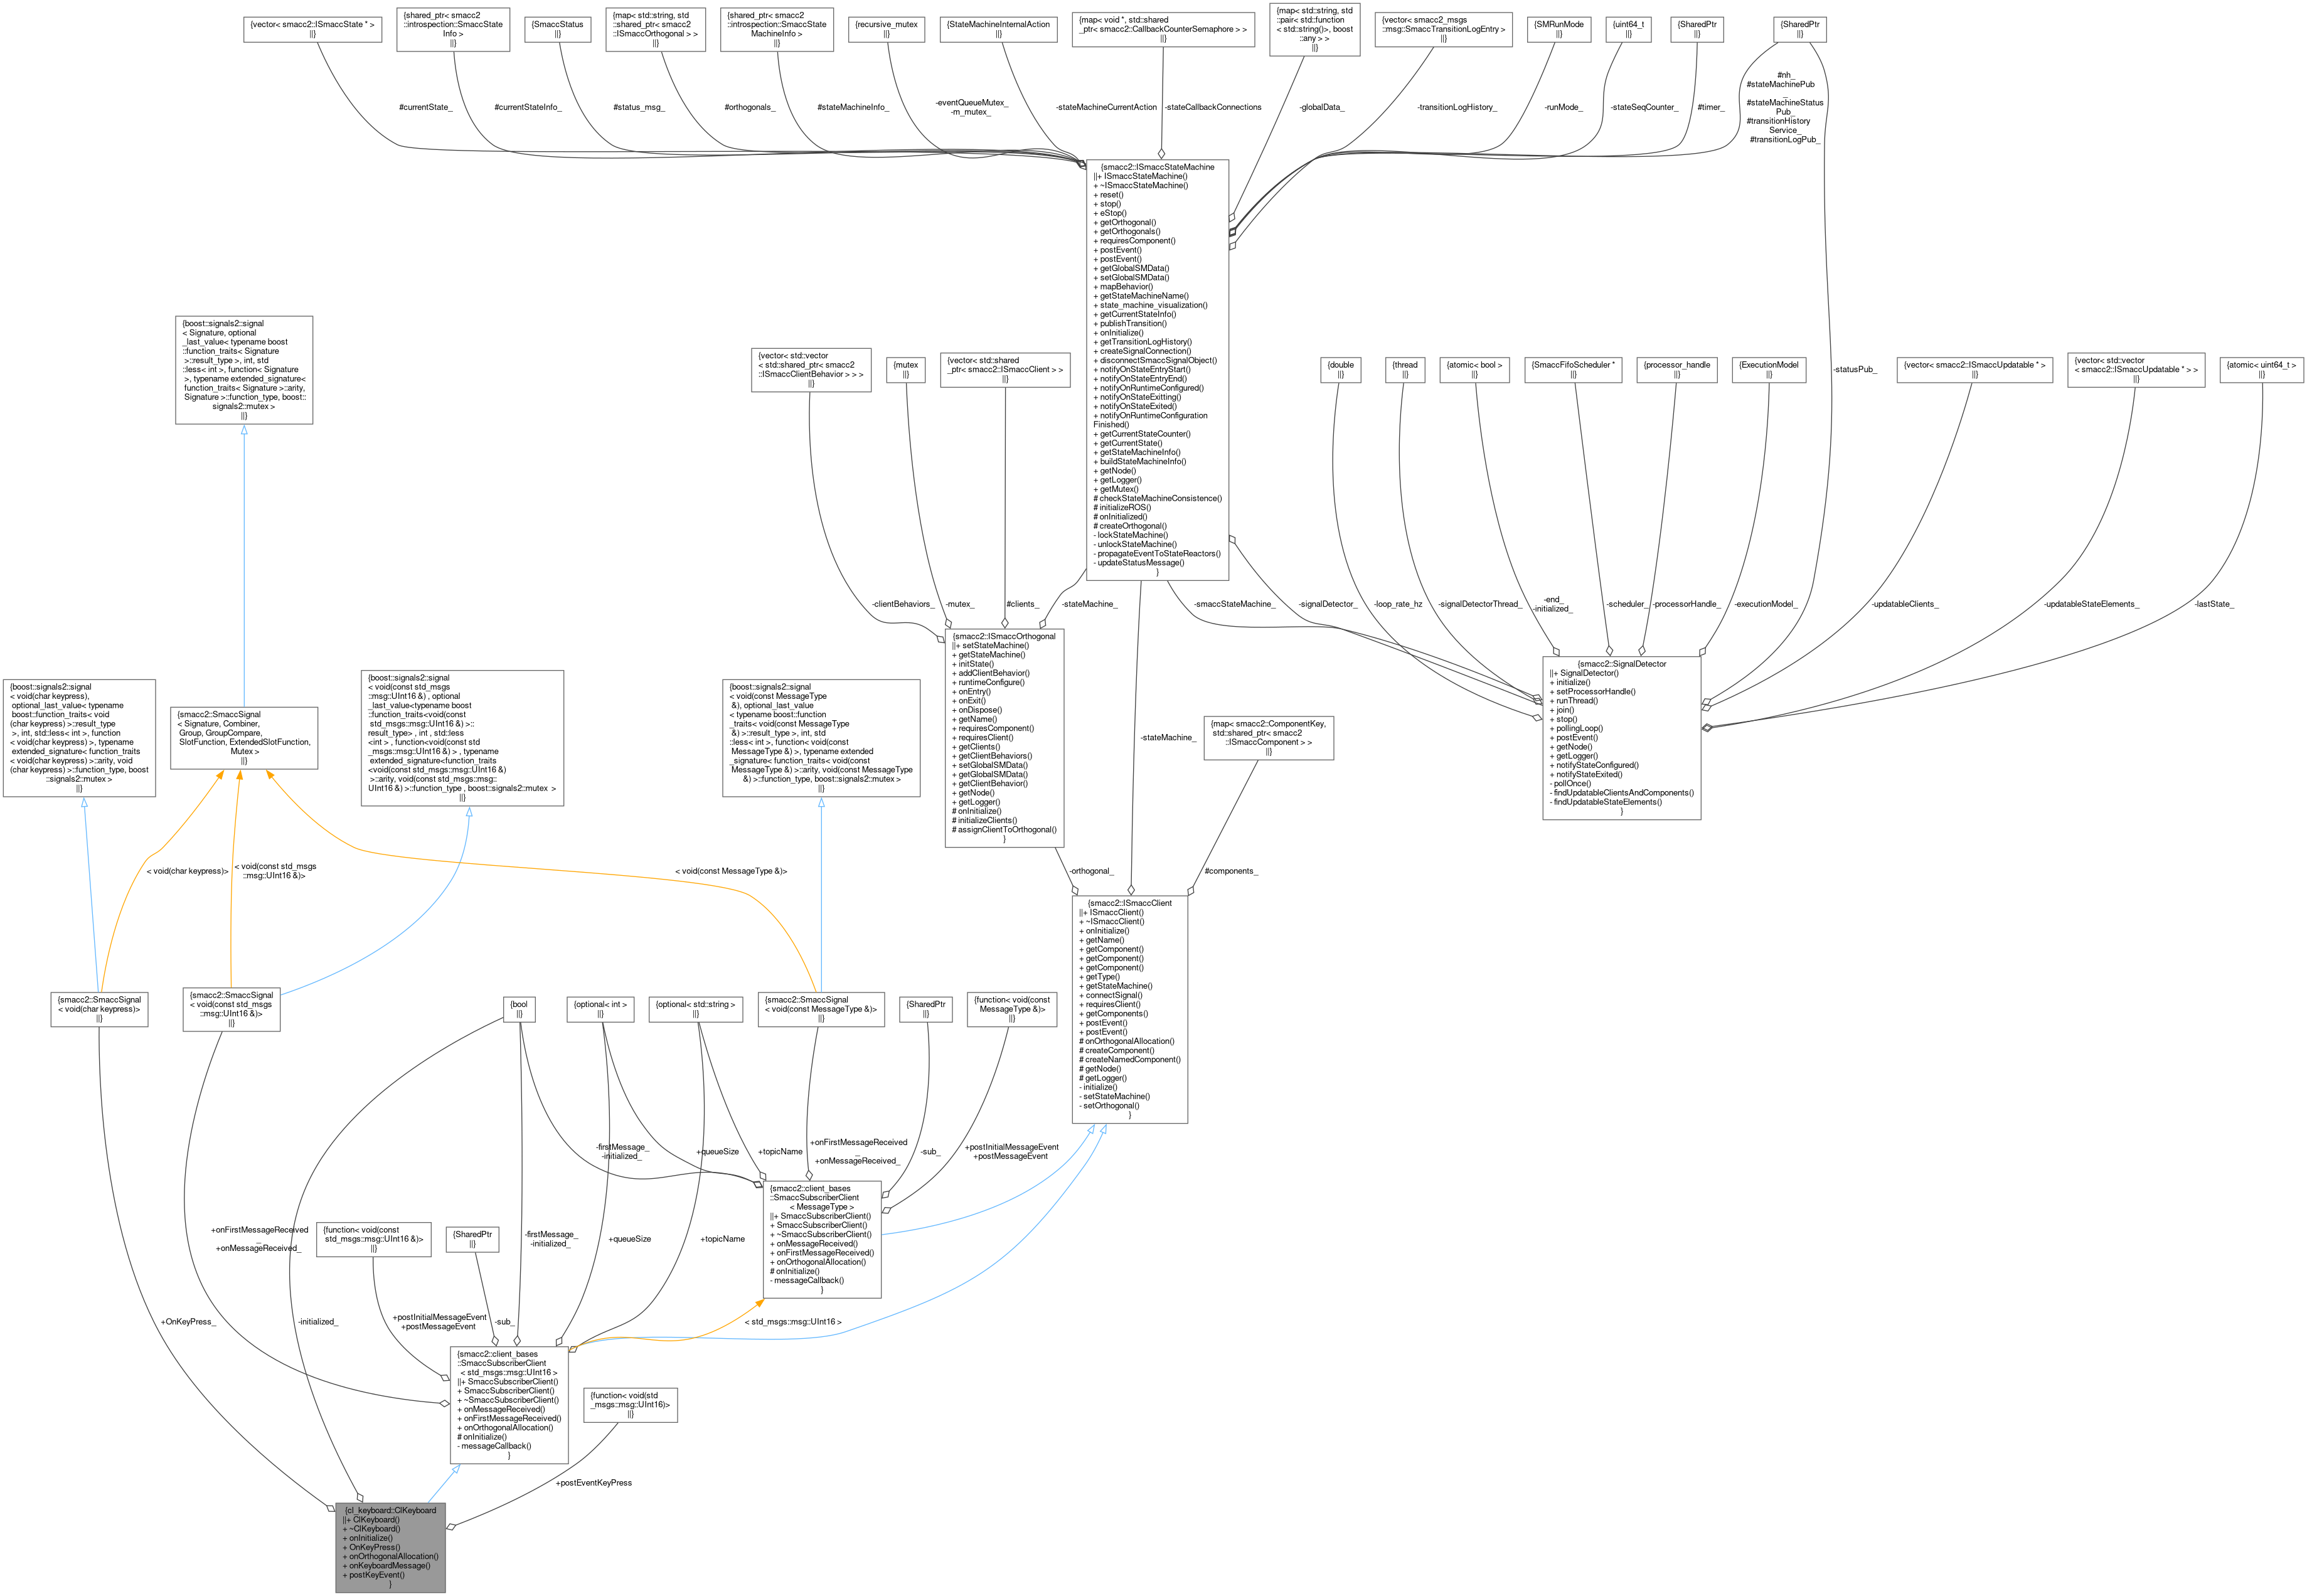 {vector< smacc2::ISmaccState * >
||}
{shared_ptr< smacc2
::introspection::SmaccState
Info >
||}
{SmaccStatus
||}
{map< std::string, std
::shared_ptr< smacc2
::ISmaccOrthogonal > >
||}
{shared_ptr< smacc2
::introspection::SmaccState
MachineInfo >
||}
{recursive_mutex
||}
{StateMachineInternalAction
||}
{map< void *, std::shared
_ptr< smacc2::CallbackCounterSemaphore > >
||}
{map< std::string, std
::pair< std::function
< std::string()>, boost
::any > >
||}
{vector< smacc2_msgs
::msg::SmaccTransitionLogEntry >
||}
{SMRunMode
||}
{uint64_t
||}
{SharedPtr
||}
{SharedPtr
||}
#currentState_
#currentStateInfo_
#status_msg_
#orthogonals_
#stateMachineInfo_
-eventQueueMutex_
-m_mutex_
-stateMachineCurrentAction
-stateCallbackConnections
-globalData_
-transitionLogHistory_
-runMode_
-stateSeqCounter_
#timer_
#nh_
#stateMachinePub
_
#stateMachineStatus
Pub_
#transitionHistory
Service_
#transitionLogPub_
{smacc2::ISmaccStateMachine
||+ ISmaccStateMachine()
+ ~ISmaccStateMachine()
+ reset()
+ stop()
+ eStop()
+ getOrthogonal()
+ getOrthogonals()
+ requiresComponent()
+ postEvent()
+ postEvent()
+ getGlobalSMData()
+ setGlobalSMData()
+ mapBehavior()
+ getStateMachineName()
+ state_machine_visualization()
+ getCurrentStateInfo()
+ publishTransition()
+ onInitialize()
+ getTransitionLogHistory()
+ createSignalConnection()
+ disconnectSmaccSignalObject()
+ notifyOnStateEntryStart()
+ notifyOnStateEntryEnd()
+ notifyOnRuntimeConfigured()
+ notifyOnStateExitting()
+ notifyOnStateExited()
+ notifyOnRuntimeConfiguration
Finished()
+ getCurrentStateCounter()
+ getCurrentState()
+ getStateMachineInfo()
+ buildStateMachineInfo()
+ getNode()
+ getLogger()
+ getMutex()
# checkStateMachineConsistence()
# initializeROS()
# onInitialized()
# createOrthogonal()
- lockStateMachine()
- unlockStateMachine()
- propagateEventToStateReactors()
- updateStatusMessage()
}
{boost::signals2::signal
< Signature, optional
_last_value< typename boost
::function_traits< Signature
>::result_type >, int, std
::less< int >, function< Signature
>, typename extended_signature<
function_traits< Signature >::arity,
Signature >::function_type, boost::
signals2::mutex >
||}
{vector< std::vector
< std::shared_ptr< smacc2
::ISmaccClientBehavior > > >
||}
{mutex
||}
{vector< std::shared
_ptr< smacc2::ISmaccClient > >
||}
{double
||}
{thread
||}
{atomic< bool >
||}
{SmaccFifoScheduler *
||}
{processor_handle
||}
{ExecutionModel
||}
-statusPub_
{vector< smacc2::ISmaccUpdatable * >
||}
{vector< std::vector
< smacc2::ISmaccUpdatable * > >
||}
{atomic< uint64_t >
||}
-clientBehaviors_
-mutex_
#clients_
-stateMachine_
-smaccStateMachine_
-signalDetector_
-loop_rate_hz
-signalDetectorThread_
-end_
-initialized_
-scheduler_
-processorHandle_
-executionModel_
-updatableClients_
-updatableStateElements_
-lastState_
{smacc2::ISmaccOrthogonal
||+ setStateMachine()
+ getStateMachine()
+ initState()
+ addClientBehavior()
+ runtimeConfigure()
+ onEntry()
+ onExit()
+ onDispose()
+ getName()
+ requiresComponent()
+ requiresClient()
+ getClients()
+ getClientBehaviors()
+ setGlobalSMData()
+ getGlobalSMData()
+ getClientBehavior()
+ getNode()
+ getLogger()
# onInitialize()
# initializeClients()
# assignClientToOrthogonal()
}
{smacc2::SignalDetector
||+ SignalDetector()
+ initialize()
+ setProcessorHandle()
+ runThread()
+ join()
+ stop()
+ pollingLoop()
+ postEvent()
+ getNode()
+ getLogger()
+ notifyStateConfigured()
+ notifyStateExited()
- pollOnce()
- findUpdatableClientsAndComponents()
- findUpdatableStateElements()
}
{boost::signals2::signal
< void(char keypress),
optional_last_value< typename
boost::function_traits< void
(char keypress) >::result_type
>, int, std::less< int >, function
< void(char keypress) >, typename
extended_signature< function_traits
< void(char keypress) >::arity, void
(char keypress) >::function_type, boost
::signals2::mutex >
||}
{smacc2::SmaccSignal
< Signature, Combiner,
Group, GroupCompare,
SlotFunction, ExtendedSlotFunction,
Mutex >
||}
{boost::signals2::signal
< void(const std_msgs
::msg::UInt16 &) , optional
_last_value<typename boost
::function_traits<void(const
std_msgs::msg::UInt16 &) >::
result_type> , int , std::less
<int > , function<void(const std
_msgs::msg::UInt16 &) > , typename
extended_signature<function_traits
<void(const std_msgs::msg::UInt16 &)
>::arity, void(const std_msgs::msg::
UInt16 &) >::function_type , boost::signals2::mutex >
||}
{boost::signals2::signal
< void(const MessageType
&), optional_last_value
< typename boost::function
_traits< void(const MessageType
&) >::result_type >, int, std
::less< int >, function< void(const
MessageType &) >, typename extended
_signature< function_traits< void(const
MessageType &) >::arity, void(const MessageType
&) >::function_type, boost::signals2::mutex >
||}
-stateMachine_
{map< smacc2::ComponentKey,
std::shared_ptr< smacc2
::ISmaccComponent > >
||}
< void(char keypress)>
< void(const std_msgs
::msg::UInt16 &)>
< void(const MessageType &)>
-orthogonal_
#components_
{smacc2::ISmaccClient
||+ ISmaccClient()
+ ~ISmaccClient()
+ onInitialize()
+ getName()
+ getComponent()
+ getComponent()
+ getComponent()
+ getType()
+ getStateMachine()
+ connectSignal()
+ requiresClient()
+ getComponents()
+ postEvent()
+ postEvent()
# onOrthogonalAllocation()
# createComponent()
# createNamedComponent()
# getNode()
# getLogger()
- initialize()
- setStateMachine()
- setOrthogonal()
}
{smacc2::SmaccSignal
< void(char keypress)>
||}
{smacc2::SmaccSignal
< void(const std_msgs
::msg::UInt16 &)>
||}
{bool
||}
{optional< int >
||}
{optional< std::string >
||}
{smacc2::SmaccSignal
< void(const MessageType &)>
||}
{SharedPtr
||}
{function< void(const
MessageType &)>
||}
-firstMessage_
-initialized_
+queueSize
+topicName
+onFirstMessageReceived
_
+onMessageReceived_
-sub_
+postInitialMessageEvent
+postMessageEvent
{smacc2::client_bases
::SmaccSubscriberClient
< MessageType >
||+ SmaccSubscriberClient()
+ SmaccSubscriberClient()
+ ~SmaccSubscriberClient()
+ onMessageReceived()
+ onFirstMessageReceived()
+ onOrthogonalAllocation()
# onInitialize()
- messageCallback()
}
+onFirstMessageReceived
_
+onMessageReceived_
{function< void(const
std_msgs::msg::UInt16 &)>
||}
{SharedPtr
||}
-firstMessage_
-initialized_
+queueSize
+topicName
+OnKeyPress_
-initialized_
+postInitialMessageEvent
+postMessageEvent
-sub_
< std_msgs::msg::UInt16 >
{smacc2::client_bases
::SmaccSubscriberClient
< std_msgs::msg::UInt16 >
||+ SmaccSubscriberClient()
+ SmaccSubscriberClient()
+ ~SmaccSubscriberClient()
+ onMessageReceived()
+ onFirstMessageReceived()
+ onOrthogonalAllocation()
# onInitialize()
- messageCallback()
}
{function< void(std
_msgs::msg::UInt16)>
||}
+postEventKeyPress
{cl_keyboard::ClKeyboard
||+ ClKeyboard()
+ ~ClKeyboard()
+ onInitialize()
+ OnKeyPress()
+ onOrthogonalAllocation()
+ onKeyboardMessage()
+ postKeyEvent()
}